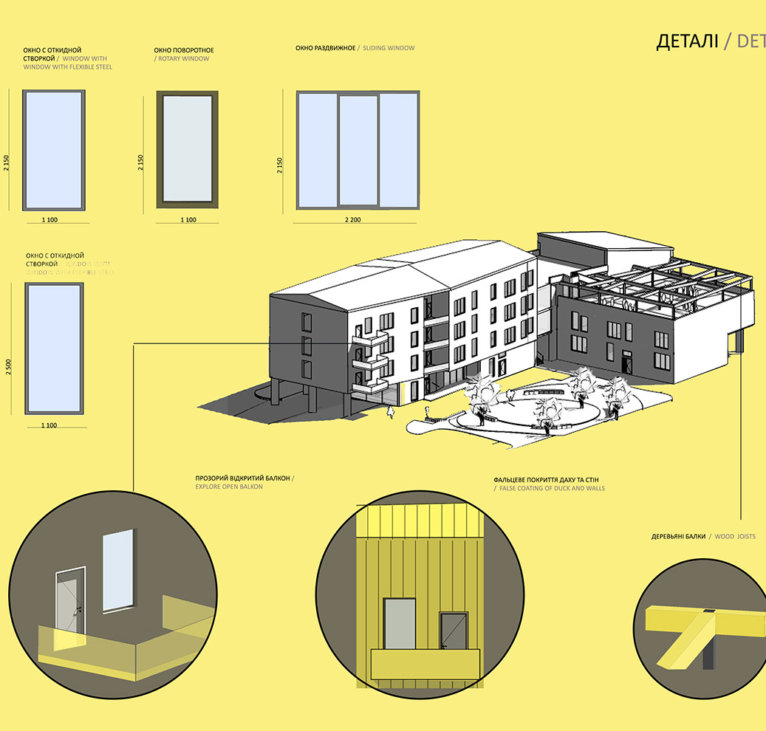 ДЕТАЛІ / DET
ОКНО С ОТКИДНОЙ
СТВОРКОЙ / WINDOW WITH
WINDOW WITH FLEXIBLE STEEL
ОКНО ПОВОРОТНОЕ
/ ROTARY WINDOW
ОКНО РАЗДВИЖНОЕ / SLIDING WINDOW
2 150
1 100
2 150
1 100
2 150
2 200
ОКНО С ОТКИДНОЙ
СТВОРКОЙ
2 500
1 100
ПРОЗОРИЙ ВІДКРИТИЙ БАЛКОН /
EXPLORE OPEN BALKON
ФАЛЬЦЕВЕ ПОКРИТТЯ ДАХУ ТА СТІН
/ FALSE COATING OF DUCK AND WALLS
ДЕРЕВЬЯНІ БАЛКИ / WOOD JOISTS